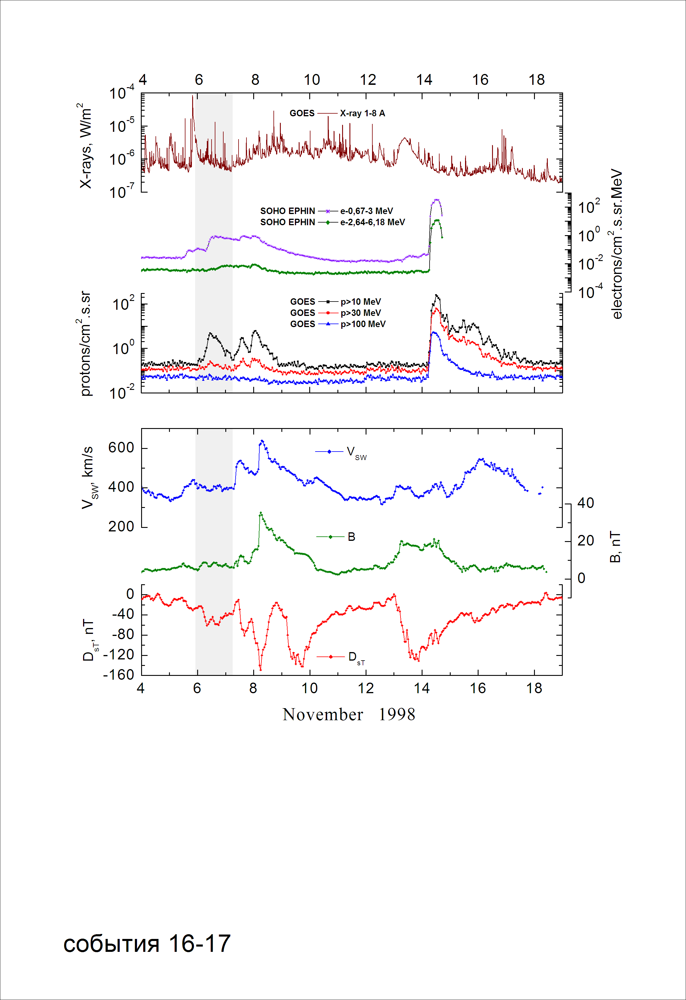 4 6 8 10 12 14 16 18
X-rays, W/m²
10⁻⁴
10⁻⁵
10⁻⁶
10⁻⁷
GOES X-ray 1-8 A
electrons/cm².s.sr.MeV
10²
10⁰
10⁻²
10⁻⁴
SOHO EPHIN e-0,67-3 MeV
SOHO EPHIN e-2,64-6,18 MeV
protons/cm².s.sr
10²
10⁰
10⁻²
GOES p>10 MeV
GOES p>30 MeV
GOES p>100 MeV
V_SW, km/s
600
400
200
V_SW
B, nT
40
20
0
B
D_sT, nT
0
-40
-80
-120
-160
D_sT
4 6 8 10 12 14 16 18
November 1998
события 16-17